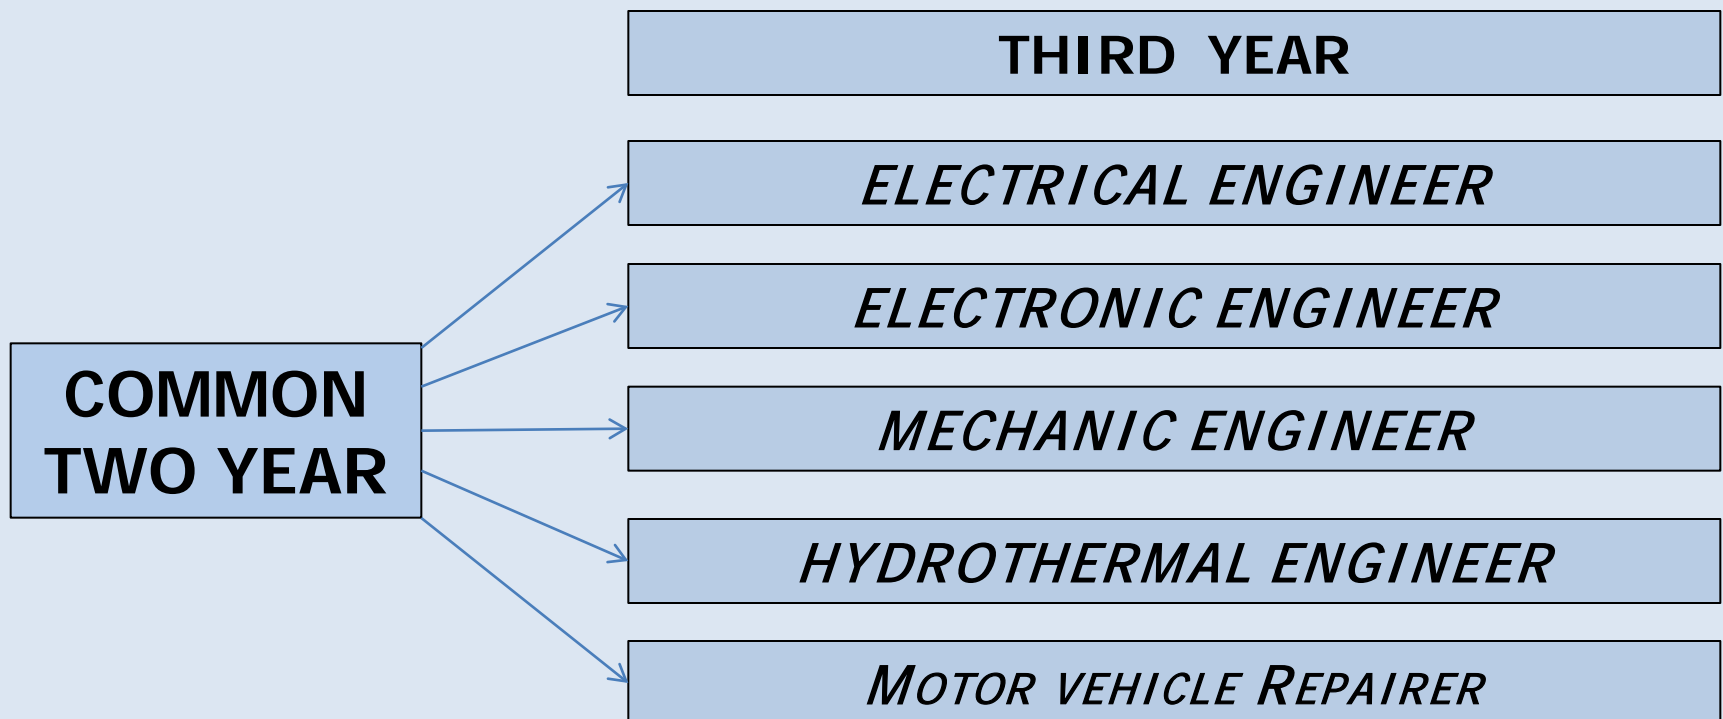 THIRD YEAR
ELECTRICAL ENGINEER
ELECTRONIC ENGINEER
COMMON
TWO YEAR
MECHANIC ENGINEER
HYDROTHERMAL ENGINEER
MOTOR VEHICLE REPAIRER